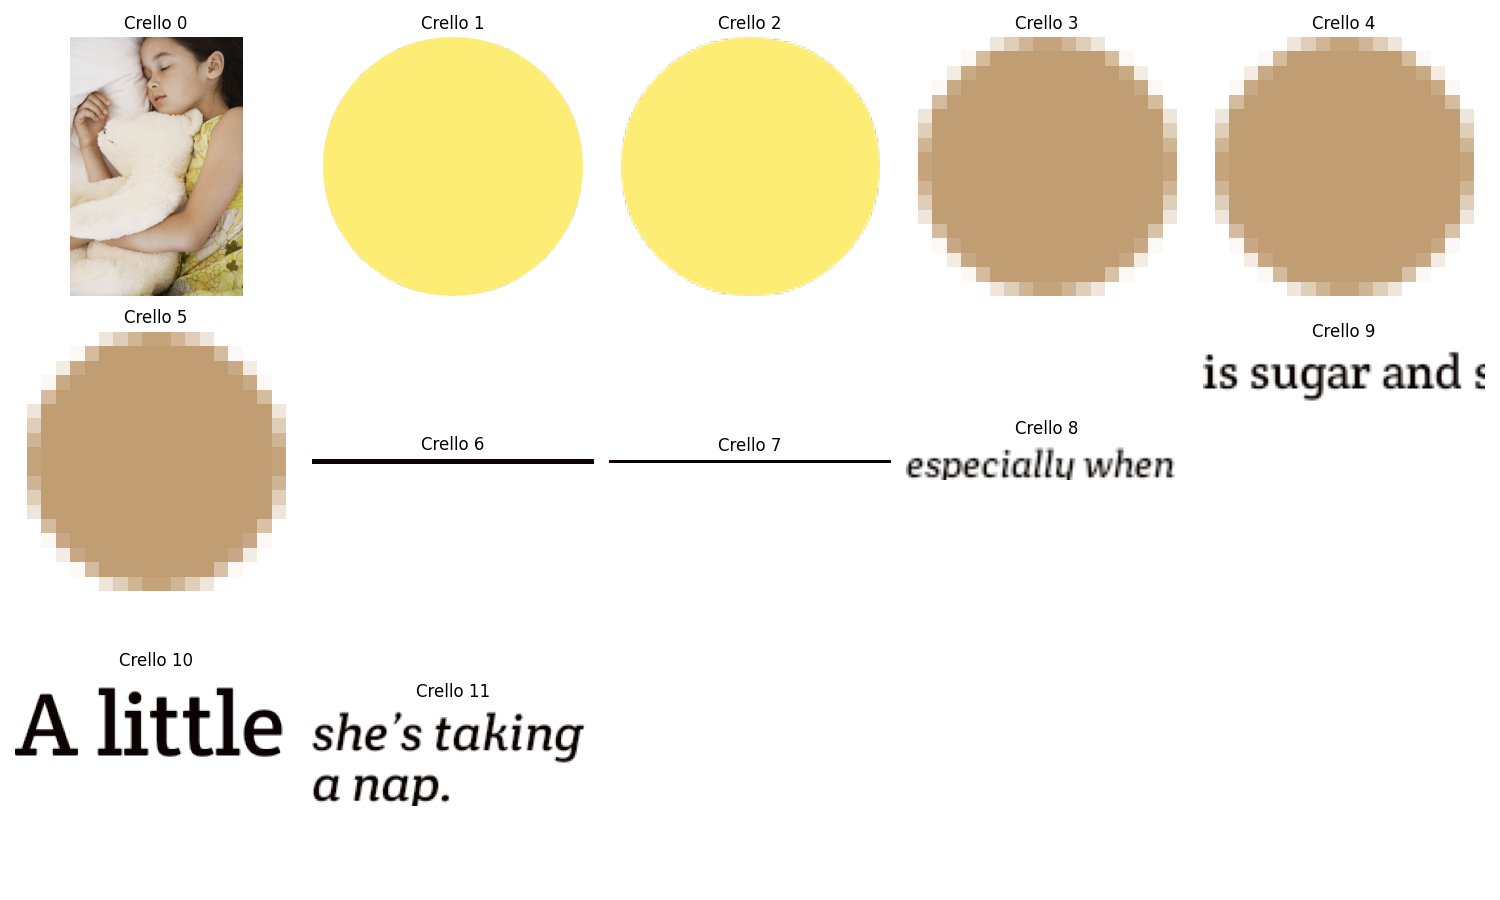 Crello 0
Crello 1
Crello 2
Crello 3
Crello 4
Crello 5
Crello 6
Crello 7
Crello 8
especially when
Crello 9
is sugar and s
Crello 10
A little
Crello 11
she’s taking
a nap.